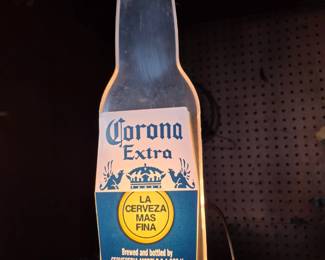 Corona
Extra
LA
CERVEZA
MAS
FINA
Brewed and bottled by